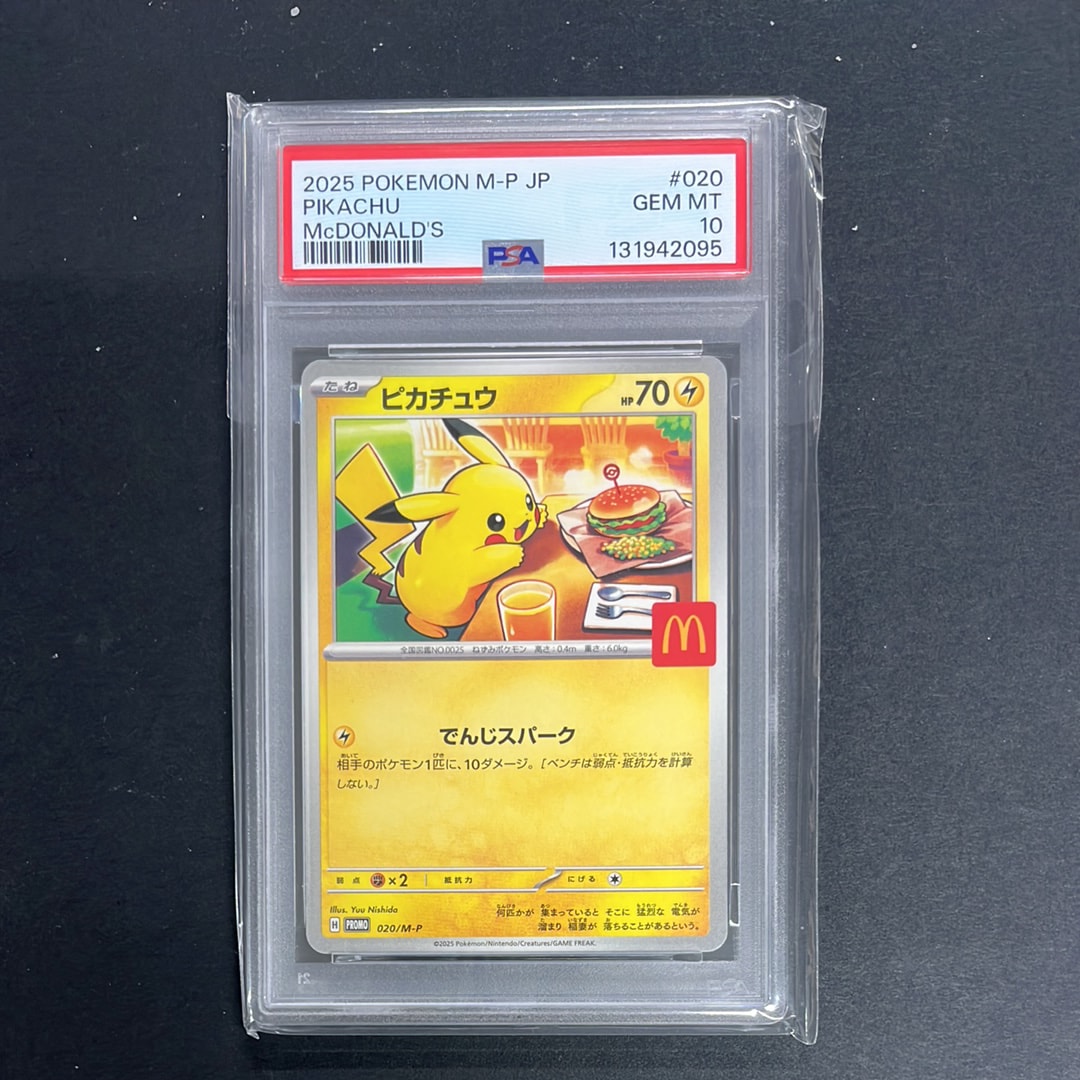 2025 POKEMON M-P JP
#020
PIKACHU
GEM MT
McDONALD'S
10
PSA
131942095
たね
ピカチュウ
HP70
M
全国図鑑NO.0025 ねずみポケモン 高さ:0.4m 重さ:6.0kg
でんじスパーク
相手のポケモン1匹に、10ダメージ。[ベンチは弱点・抵抗力を計算
しない。]
弱点 ×2 抵抗力 にげる
Illus. Yuu Nishida
何匹かが 集まっていると そこに 猛烈な 電気が
溜まり 稲妻が 落ちることがあるという。
H PROMO 020/M-P
©2025 Pokémon/Nintendo/Creatures/GAME FREAK.